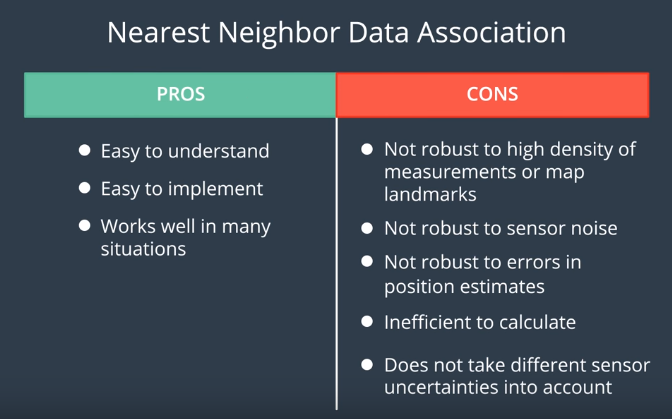 Nearest Neighbor Data Association
PROS
CONS
Easy to understand
Easy to implement
Works well in many
situations
Not robust to high density of
measurements or map
landmarks
Not robust to sensor noise
Not robust to errors in
position estimates
Inefficient to calculate
Does not take different sensor
uncertainties into account